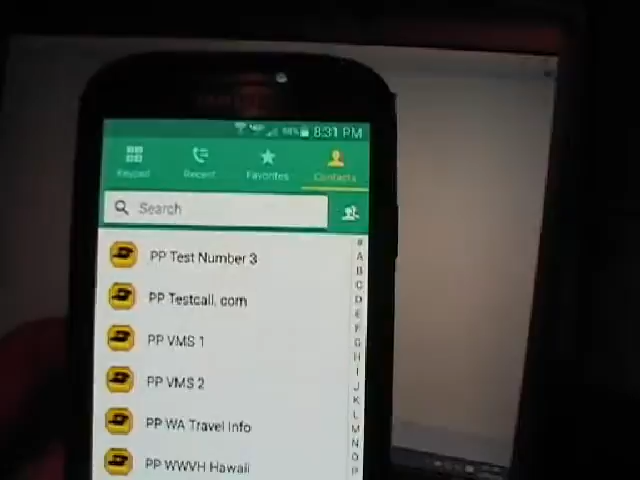 8:31 PM
Keypad Recent Favorites Contacts
Search
#
PP Test Number 3
A
B
C
PP Testcall. com
D
E
F
PP VMS 1
G
H
I
PP VMS 2
J
K
L
PP WA Travel Info
M
N
O
PP WWVH Hawaii
P